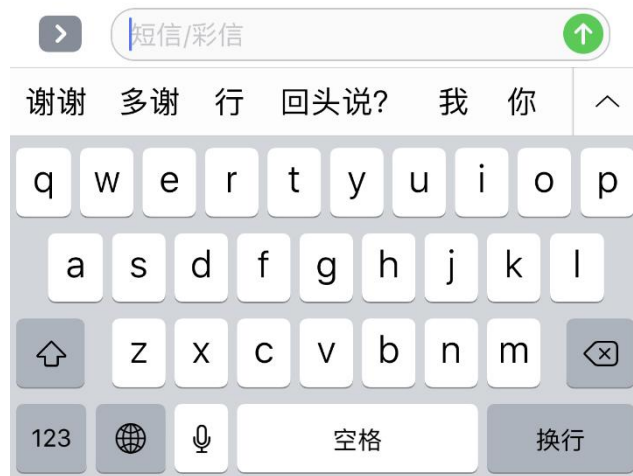 短信/彩信
谢谢 多谢 行 回头说? 我 你
q w e r t y u i o p
a s d f g h j k l
z x c v b n m
123 空格 换行